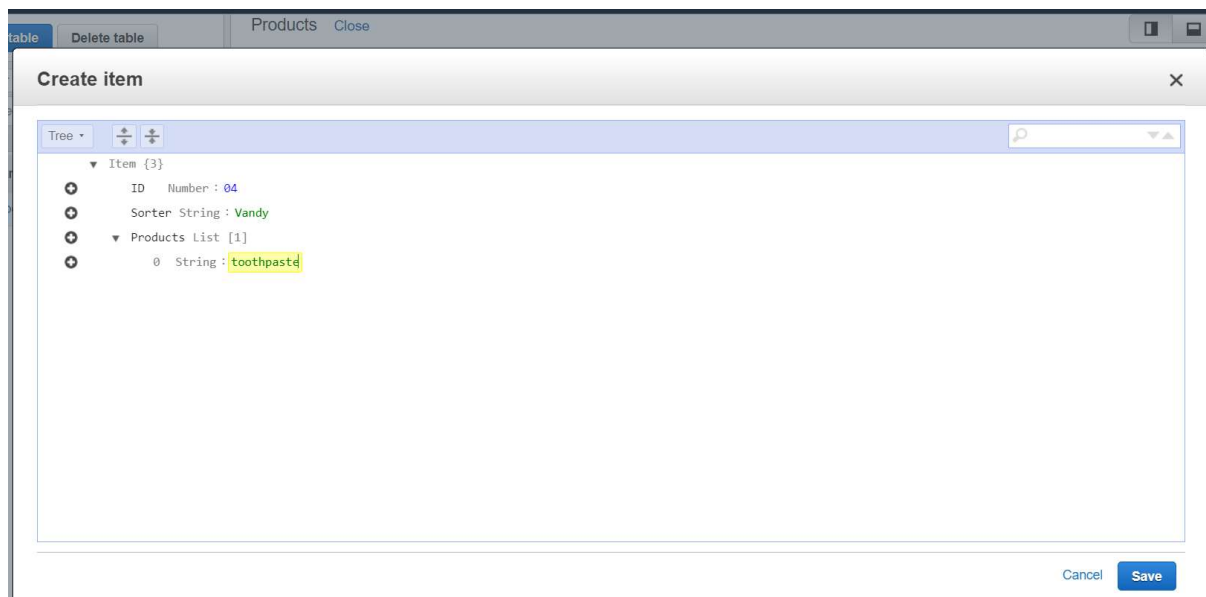 table Delete table Products Close
Create item
Tree
Item {3}
ID Number : 04
Sorter String : Vandy
Products List [1]
0 String : toothpaste
Cancel Save